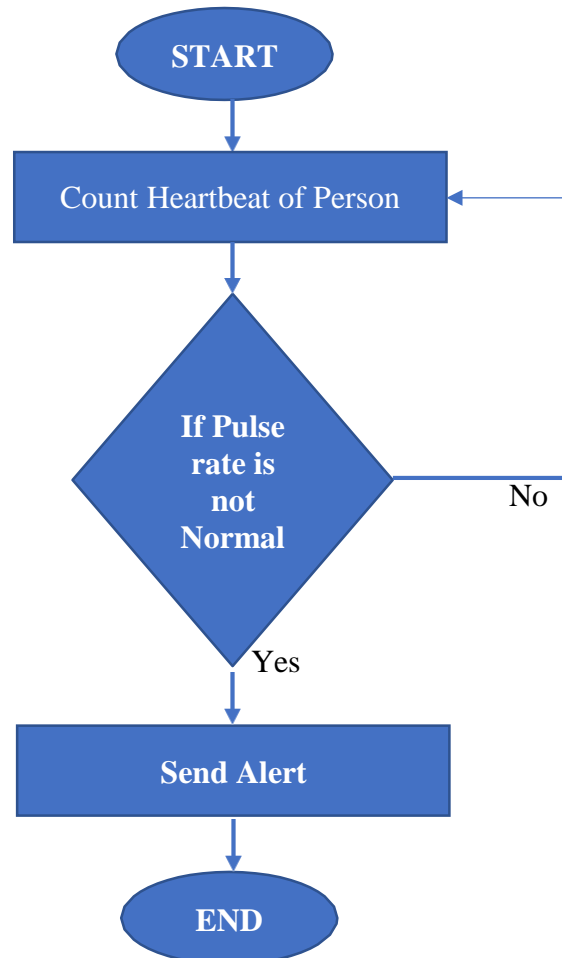 START
Count Heartbeat of Person
If Pulse
rate is
not
Normal
No
Yes
Send Alert
END